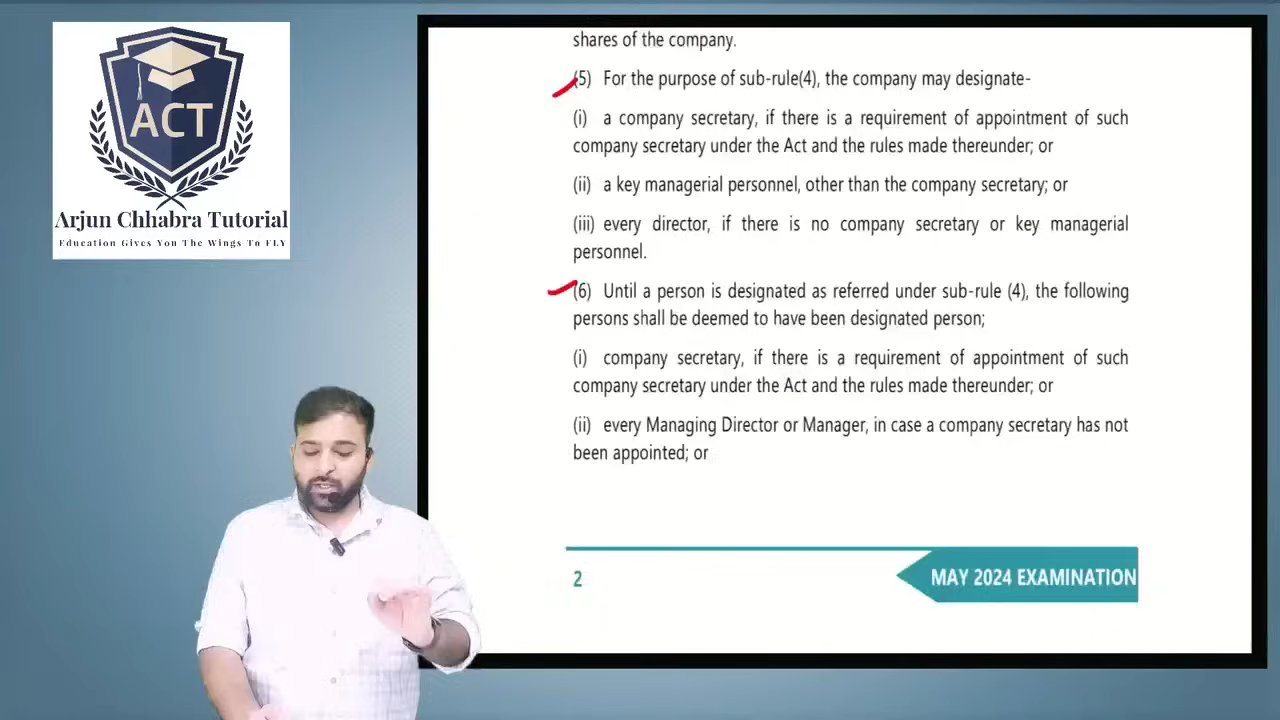 ACT
Arjun Chhabra Tutorial
Education Gives You The Wings To FLY
shares of the company.
(5) For the purpose of sub-rule(4), the company may designate-
(i) a company secretary, if there is a requirement of appointment of such
company secretary under the Act and the rules made thereunder; or
(ii) a key managerial personnel, other than the company secretary; or
(iii) every director, if there is no company secretary or key managerial
personnel.
(6) Until a person is designated as referred under sub-rule (4), the following
persons shall be deemed to have been designated person;
(i) company secretary, if there is a requirement of appointment of such
company secretary under the Act and the rules made thereunder; or
(ii) every Managing Director or Manager, in case a company secretary has not
been appointed; or
2
MAY 2024 EXAMINATION